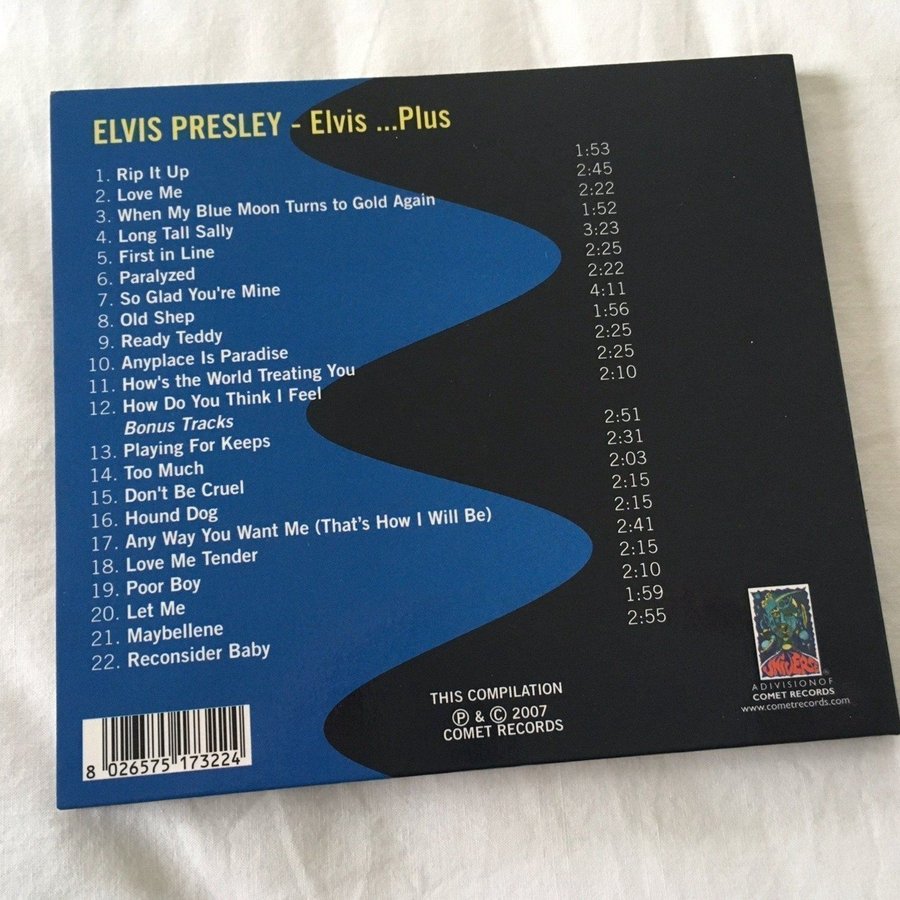 ELVIS PRESLEY - Elvis ...Plus
1. Rip It Up 1:53
2. Love Me 2:45
3. When My Blue Moon Turns to Gold Again 2:22
4. Long Tall Sally 1:52
5. First in Line 3:23
6. Paralyzed 2:25
7. So Glad You're Mine 2:22
8. Old Shep 4:11
9. Ready Teddy 1:56
10. Anyplace Is Paradise 2:25
11. How's the World Treating You 2:25
12. How Do You Think I Feel 2:10
Bonus Tracks
13. Playing For Keeps 2:51
14. Too Much 2:31
15. Don't Be Cruel 2:03
16. Hound Dog 2:15
17. Any Way You Want Me (That's How I Will Be) 2:15
18. Love Me Tender 2:41
19. Poor Boy 2:15
20. Let Me 2:10
21. Maybellene 1:59
22. Reconsider Baby 2:55
THIS COMPILATION
Ⓟ & © 2007
COMET RECORDS
UNIVERSE ®
A DIVISION OF
COMET RECORDS
www.cometrecords.com
8 026575 173224